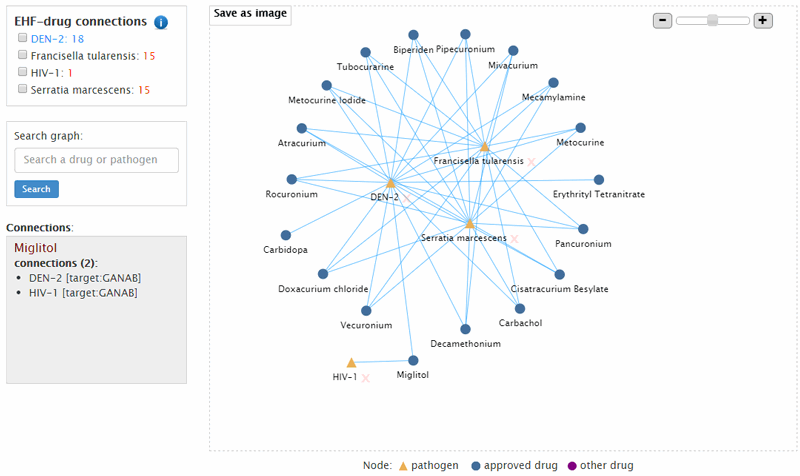 EHF-drug connections i
DEN-2: 18
Francisella tularensis: 15
HIV-1: 1
Serratia marcescens: 15
Search graph:
Search a drug or pathogen
Search
Connections:
Miglitol
connections (2):
• DEN-2 [target:GANAB]
• HIV-1 [target:GANAB]
Save as image
Biperiden
Pipecuronium
Tubocurarine
Mivacurium
Metocurine Iodide
Mecamylamine
Atracurium
Metocurine
Francisella tularensis X
Rocuronium
DEN-2 X
Erythrityl Tetranitrate
Serratia marcescens X
Carbidopa
Pancuronium
Doxacurium chloride
Cisatracurium Besylate
Vecuronium
Carbachol
Decamethonium
HIV-1 X
Miglitol
Node: pathogen approved drug other drug